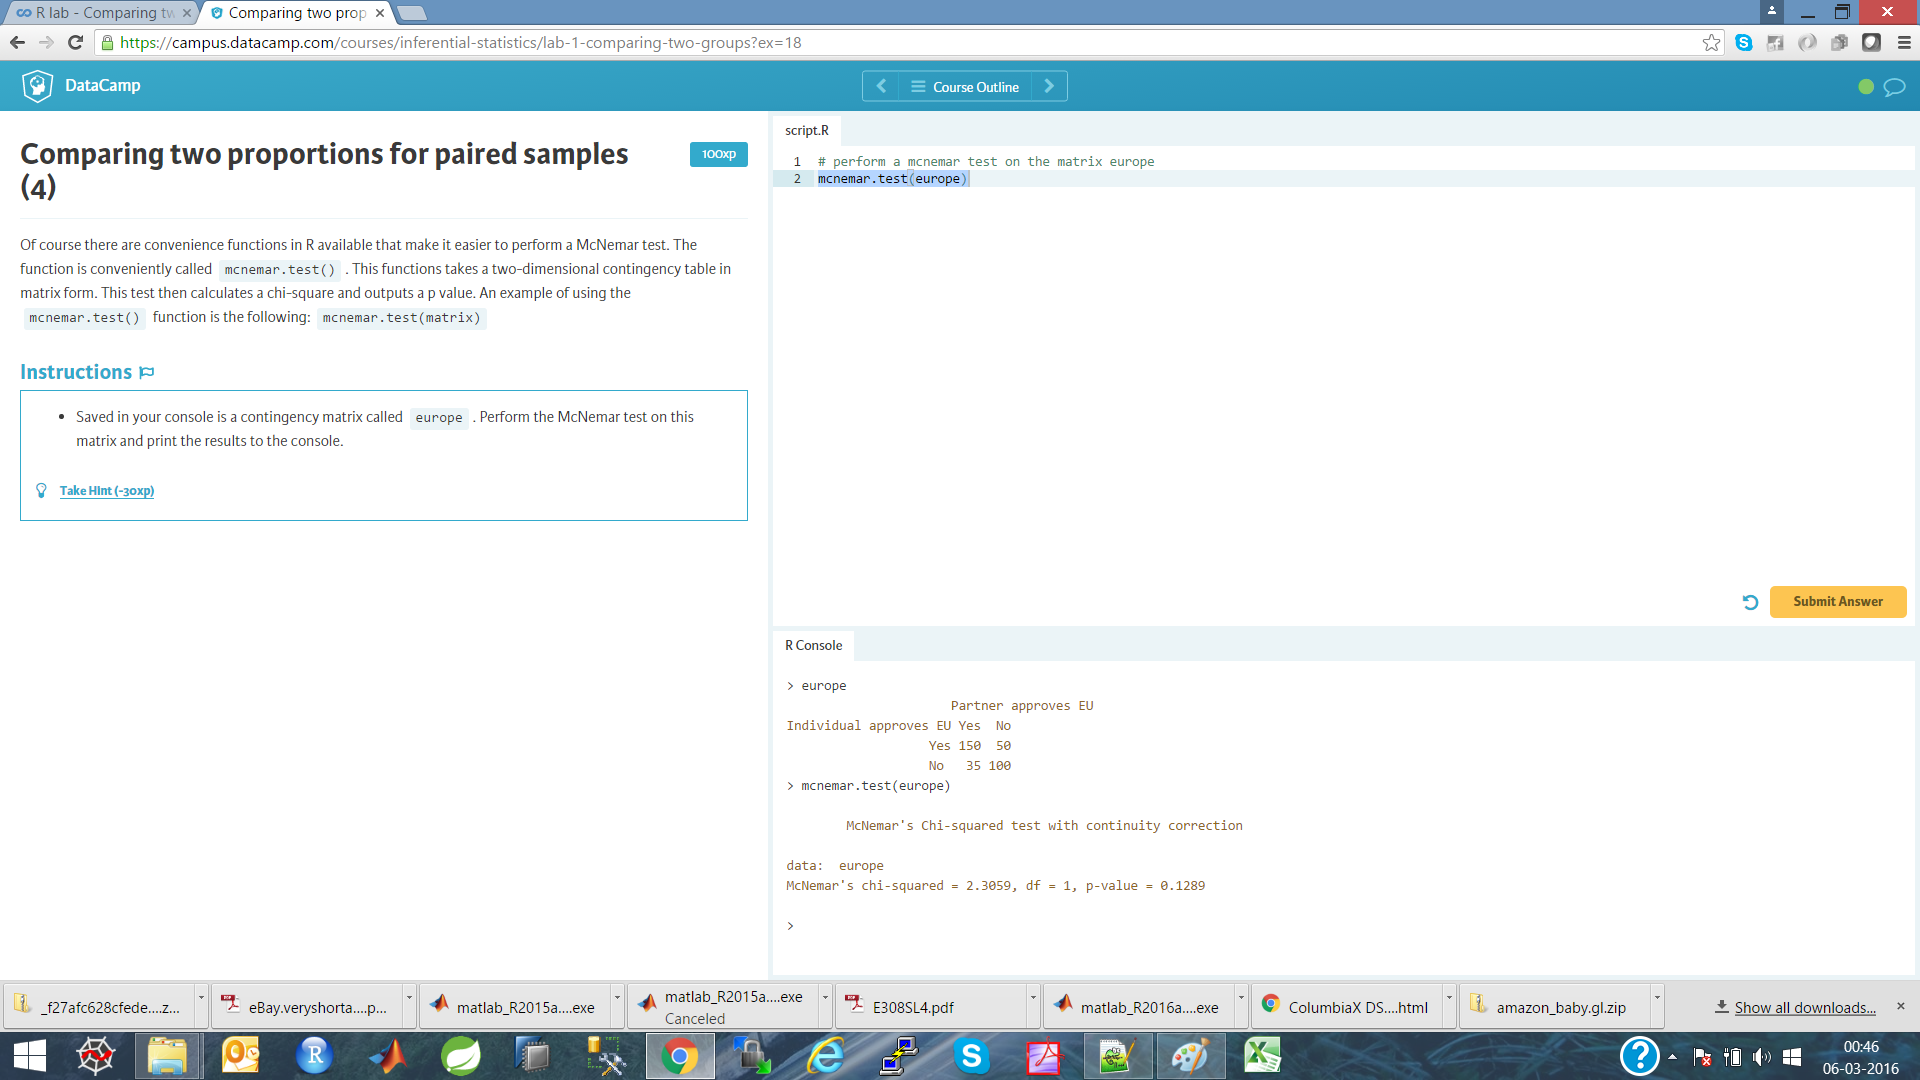 R lab - Comparing tw
Comparing two prop
https://campus.datacamp.com/courses/inferential-statistics/lab-1-comparing-two-groups?ex=18
DataCamp
Course Outline
Comparing two proportions for paired samples
(4)
100xp
Of course there are convenience functions in R available that make it easier to perform a McNemar test. The
function is conveniently called mcnemar.test() . This functions takes a two-dimensional contingency table in
matrix form. This test then calculates a chi-square and outputs a p value. An example of using the
mcnemar.test() function is the following: mcnemar.test(matrix)
Instructions
• Saved in your console is a contingency matrix called europe . Perform the McNemar test on this
matrix and print the results to the console.
Take Hint (-30xp)
script.R
1 # perform a mcnemar test on the matrix europe
2 mcnemar.test(europe)
Submit Answer
R Console
> europe
Partner approves EU
Individual approves EU Yes No
Yes 150 50
No 35 100
> mcnemar.test(europe)
McNemar's Chi-squared test with continuity correction
data: europe
McNemar's chi-squared = 2.3059, df = 1, p-value = 0.1289
>
_f27afc628cfede....z...
eBay.veryshorta....p...
matlab_R2015a....exe
matlab_R2015a....exe
Canceled
E308SL4.pdf
matlab_R2016a....exe
ColumbiaX DS....html
amazon_baby.gl.zip
Show all downloads...
00:46
06-03-2016